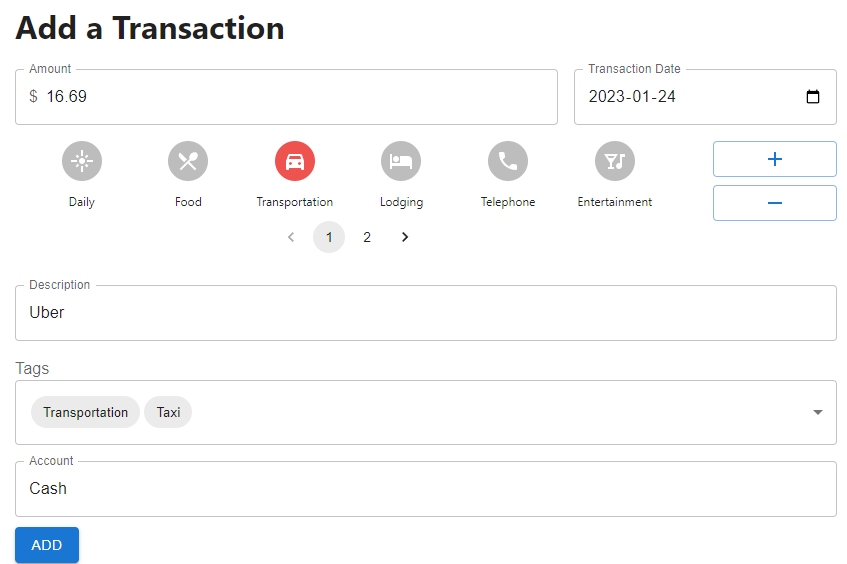 Add a Transaction
Amount
$ 16.69
Transaction Date
2023-01-24
Daily
Food
Transportation
Lodging
Telephone
Entertainment
+
−
< 1 2 >
Description
Uber
Tags
Transportation Taxi
Account
Cash
ADD